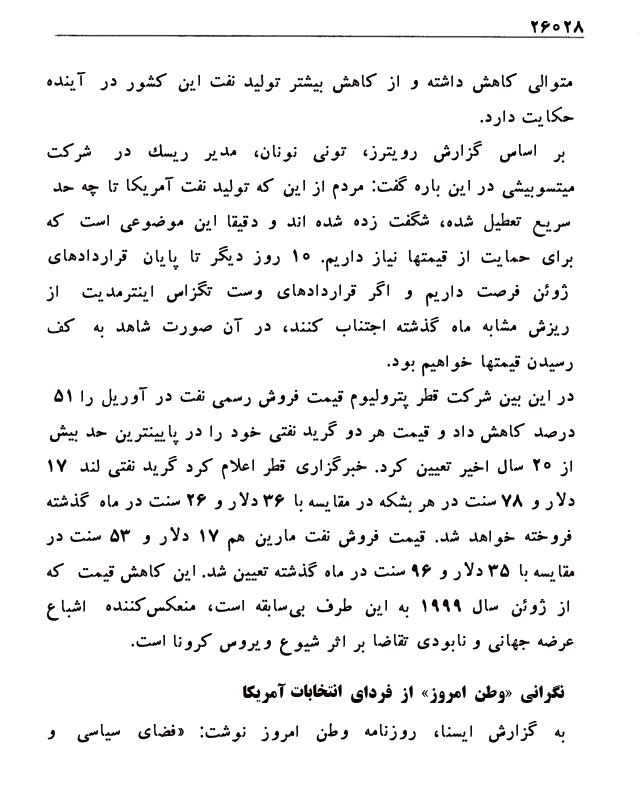 ۲۶۰۲۸
متوالی کاهش داشته و از کاهش بیشتر تولید نفت این کشور در آینده
حکایت دارد.
بر اساس گزارش رویترز، تونی نونان، مدیر ریسك در شرکت
میتسوبیشی در این باره گفت: مردم از این که تولید نفت آمریکا تا چه حد
سریع تعطیل شده، شگفت زده شده اند و دقیقا این موضوعی است که
برای حمایت از قیمتها نیاز داریم. ۱۰ روز دیگر تا پایان قراردادهای
ژوئن فرصت داریم و اگر قراردادهای وست تگزاس اینترمدیت از
ریزش مشابه ماه گذشته اجتناب کنند، در آن صورت شاهد به کف
رسیدن قیمتها خواهیم بود.
در این بین شرکت قطر پترولیوم قیمت فروش رسمی نفت در آوریل را ۵۱
درصد کاهش داد و قیمت هر دو گرید نفتی خود را در پایینترین حد بیش
از ۲۰ سال اخیر تعیین کرد. خبرگزاری قطر اعلام کرد گرید نفتی لند ۱۷
دلار و ۷۸ سنت در هر بشکه در مقایسه با ۳۶ دلار و ۲۶ سنت در ماه گذشته
فروخته خواهد شد. قیمت فروش نفت مارین هم ۱۷ دلار و ۵۳ سنت در
مقایسه با ۳۵ دلار و ۹۶ سنت در ماه گذشته تعیین شد. این کاهش قیمت که
از ژوئن سال ۱۹۹۹ به این طرف بی‌سابقه است، منعکس‌کننده اشباع
عرضه جهانی و نابودی تقاضا بر اثر شیوع ویروس کرونا است.
نگرانی «وطن امروز» از فردای انتخابات آمریکا
به گزارش ایسنا، روزنامه وطن امروز نوشت: «فضای سیاسی و